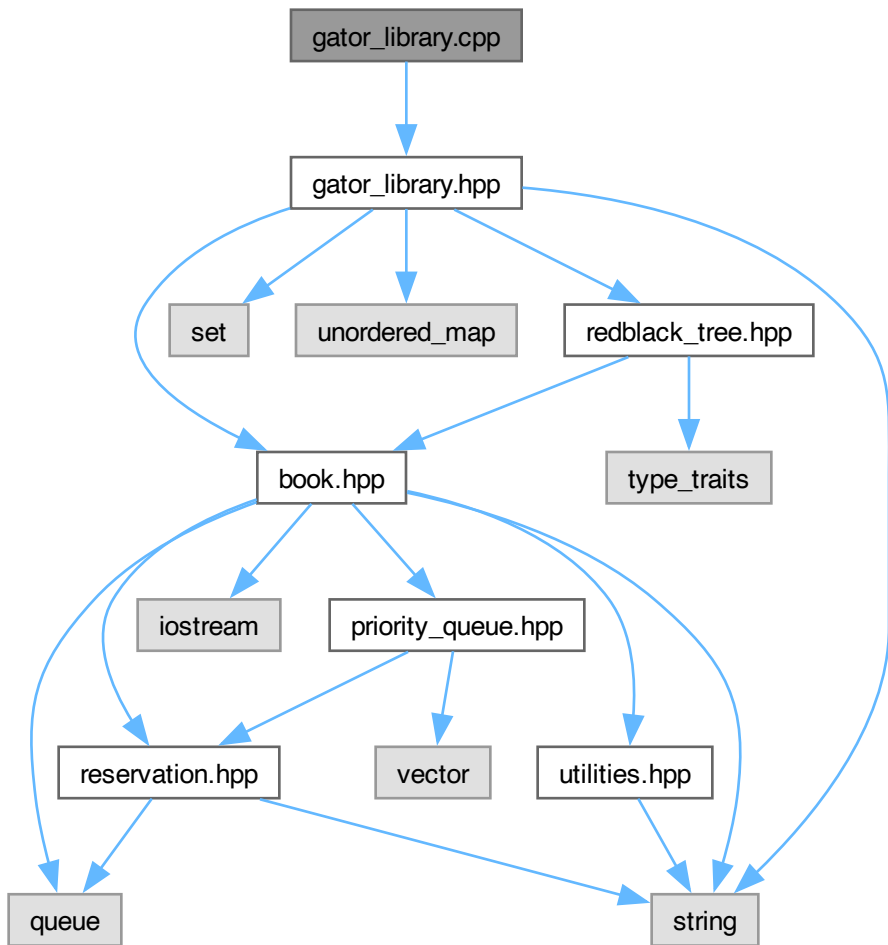 gator_library.cpp
gator_library.hpp
set
unordered_map
redblack_tree.hpp
book.hpp
type_traits
iostream
priority_queue.hpp
reservation.hpp
vector
utilities.hpp
queue
string